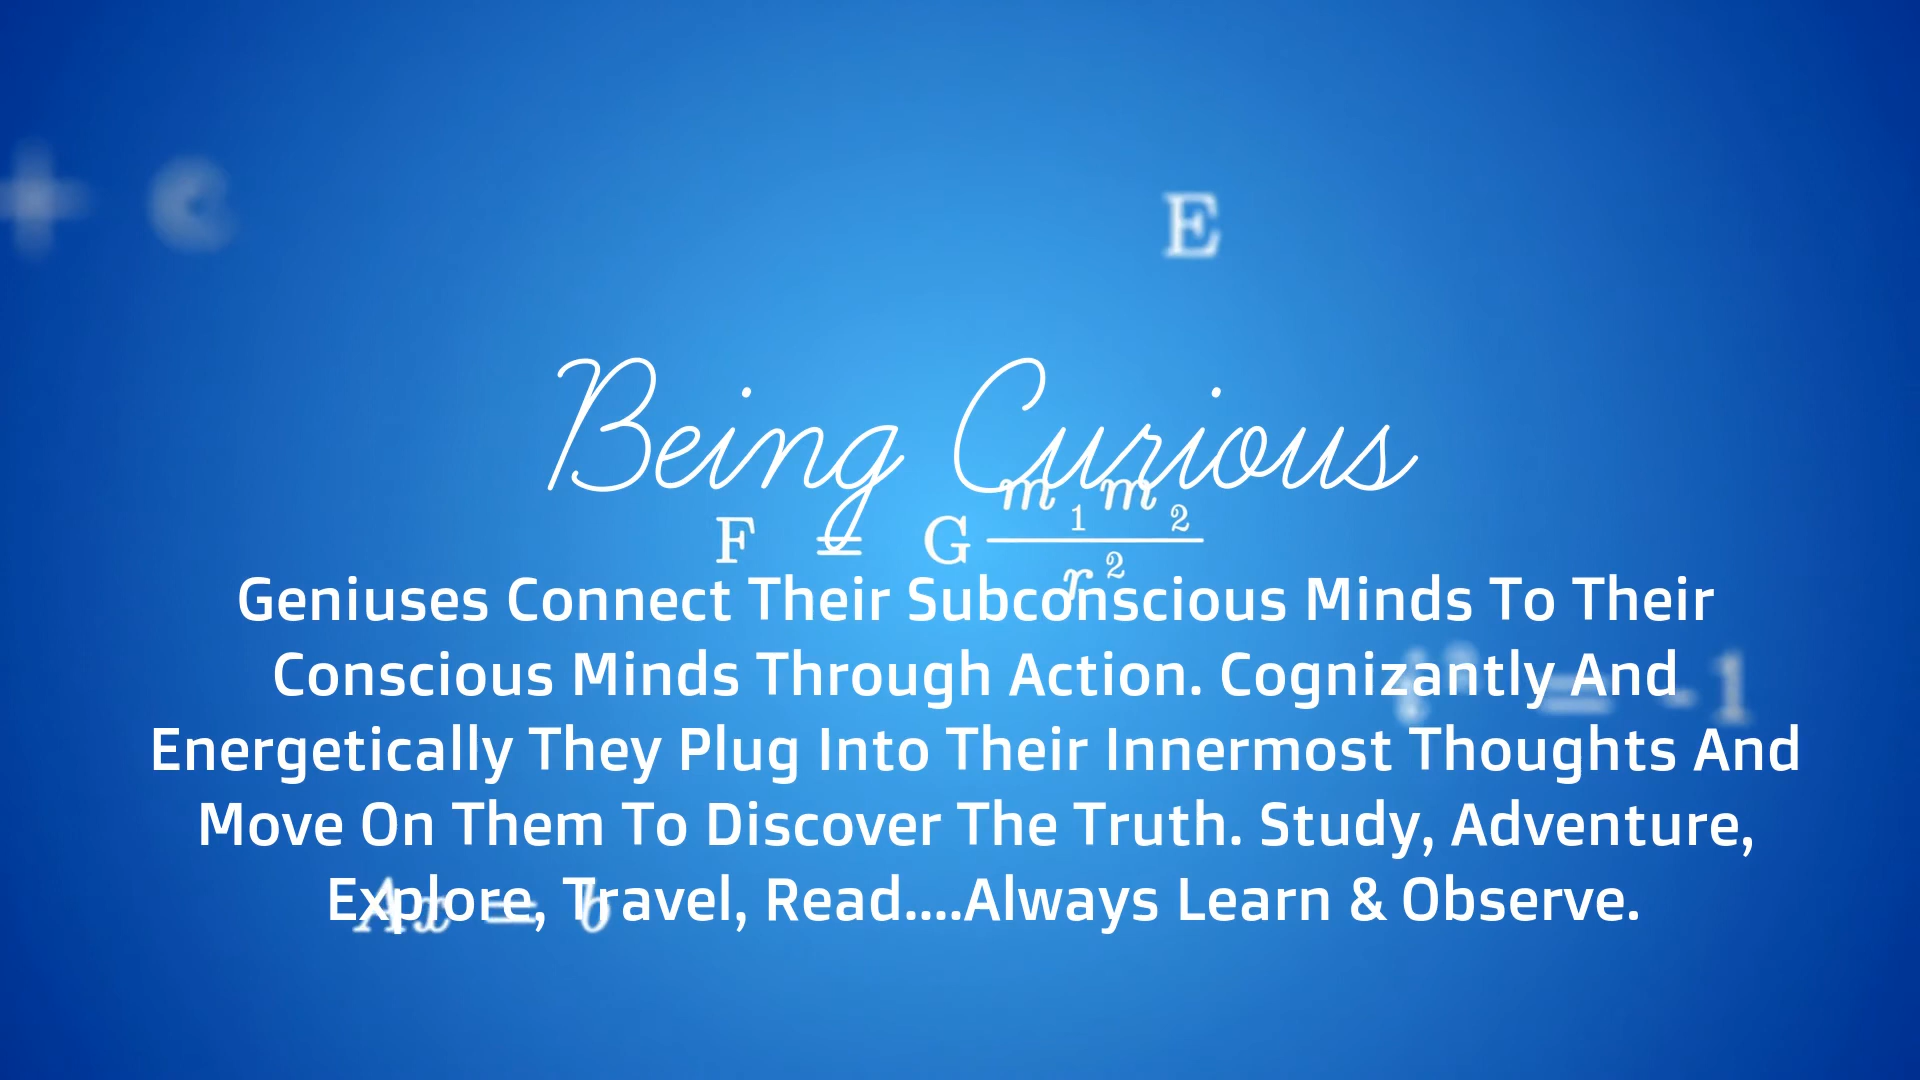 E
Being Curious
F = G m₁m₂ / r²
Geniuses Connect Their Subconscious Minds To Their
Conscious Minds Through Action. Cognizantly And
= -1
Energetically They Plug Into Their Innermost Thoughts And
Move On Them To Discover The Truth. Study, Adventure,
Explore, Travel, Read....Always Learn & Observe.
Ax = b